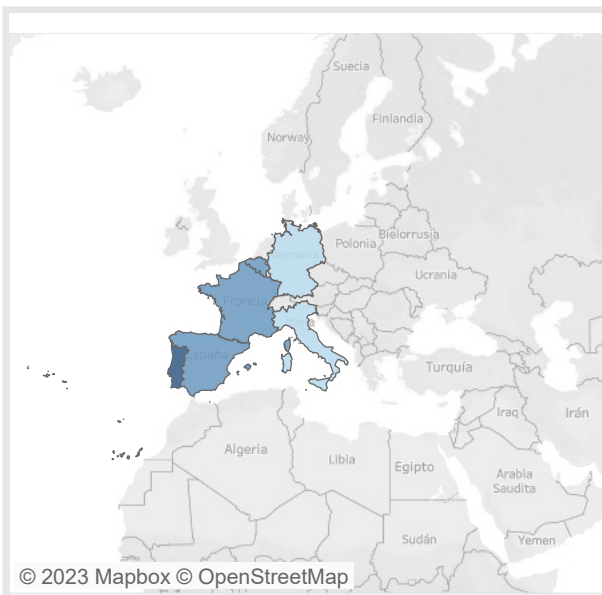 Suecia
Finlandia
Norway
Bielorrusia
Polonia
Alemania
Ucrania
Francia
España
Turquía
Iraq
Irán
Algeria
Libia
Egipto
Arabia
Saudita
Sudán
Yemen
© 2023 Mapbox © OpenStreetMap